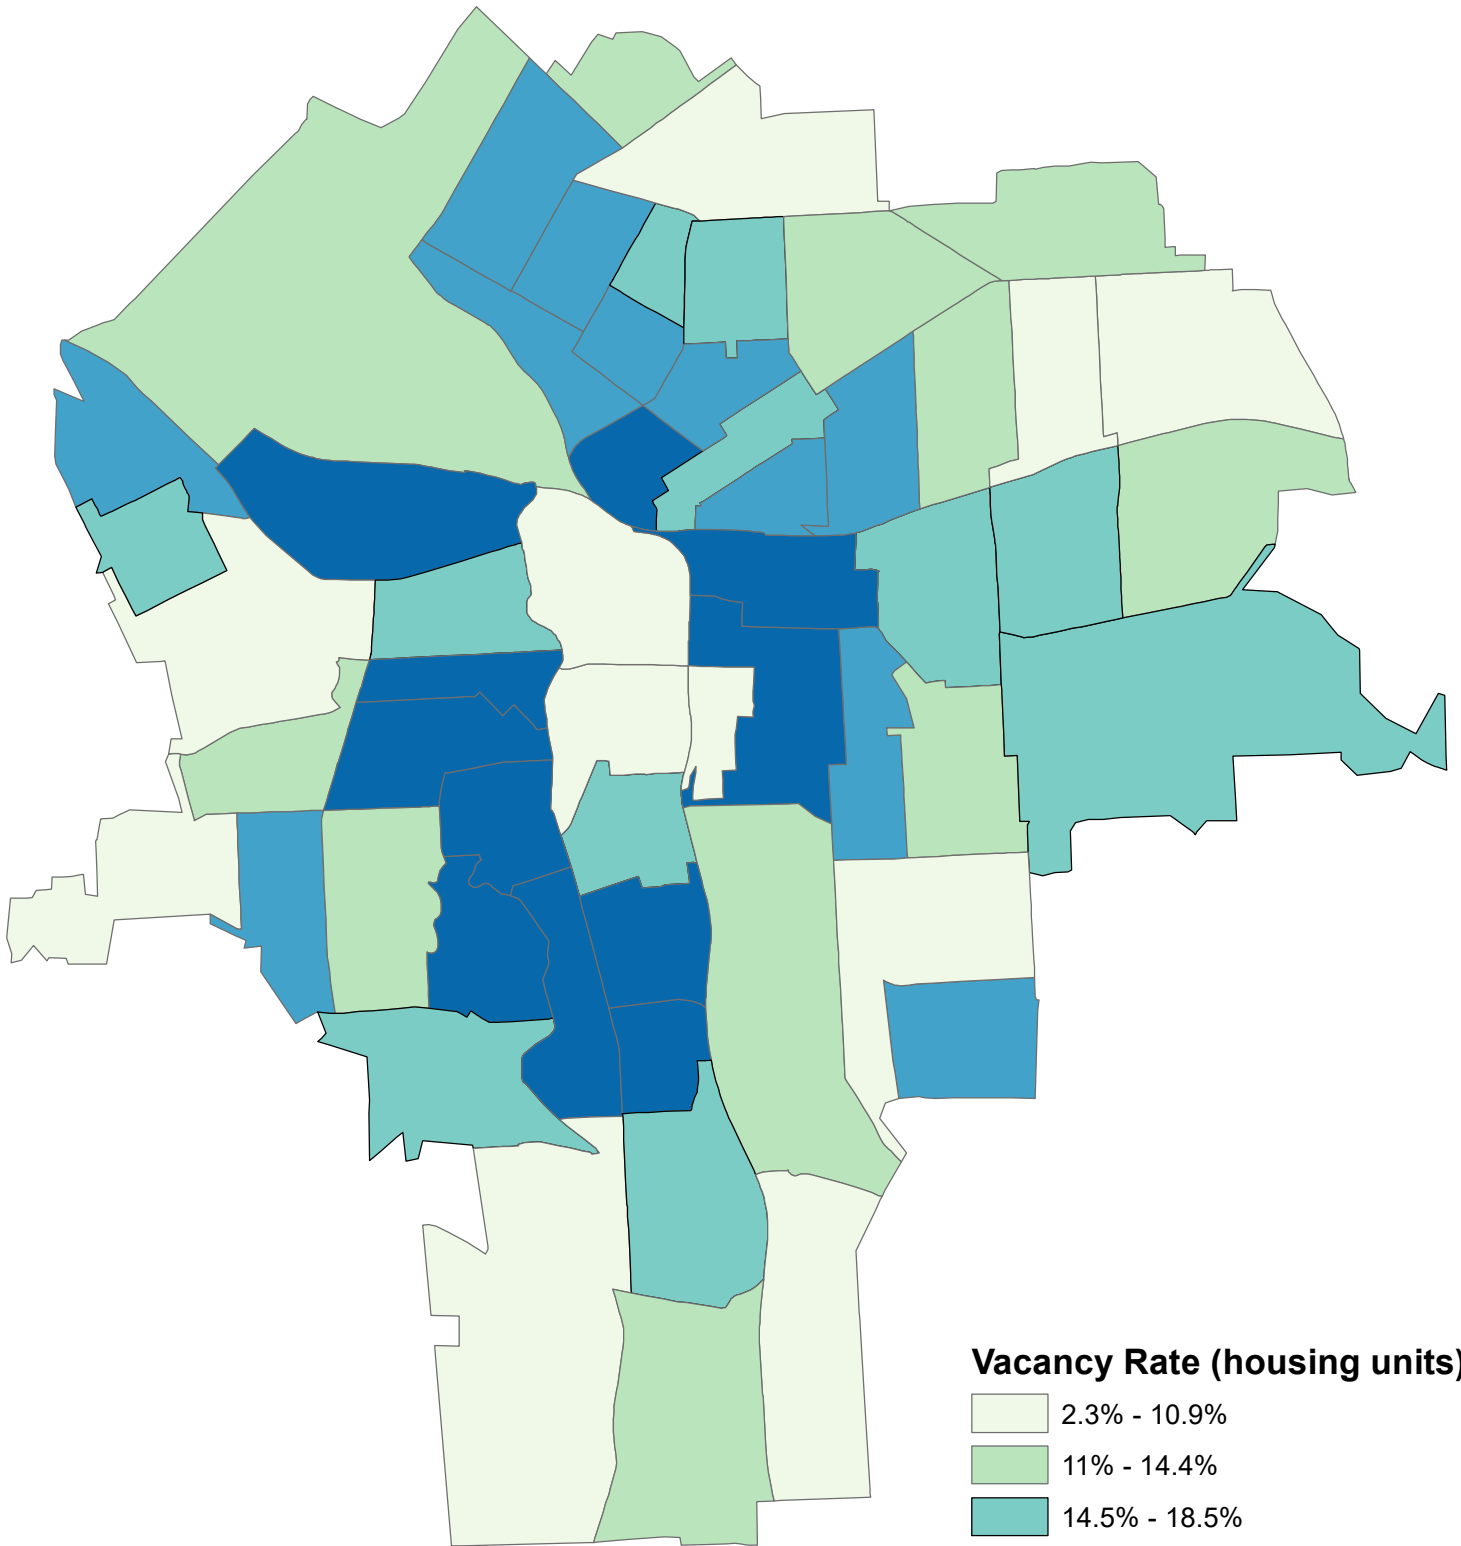 Vacancy Rate (housing units)
2.3% - 10.9%
11% - 14.4%
14.5% - 18.5%